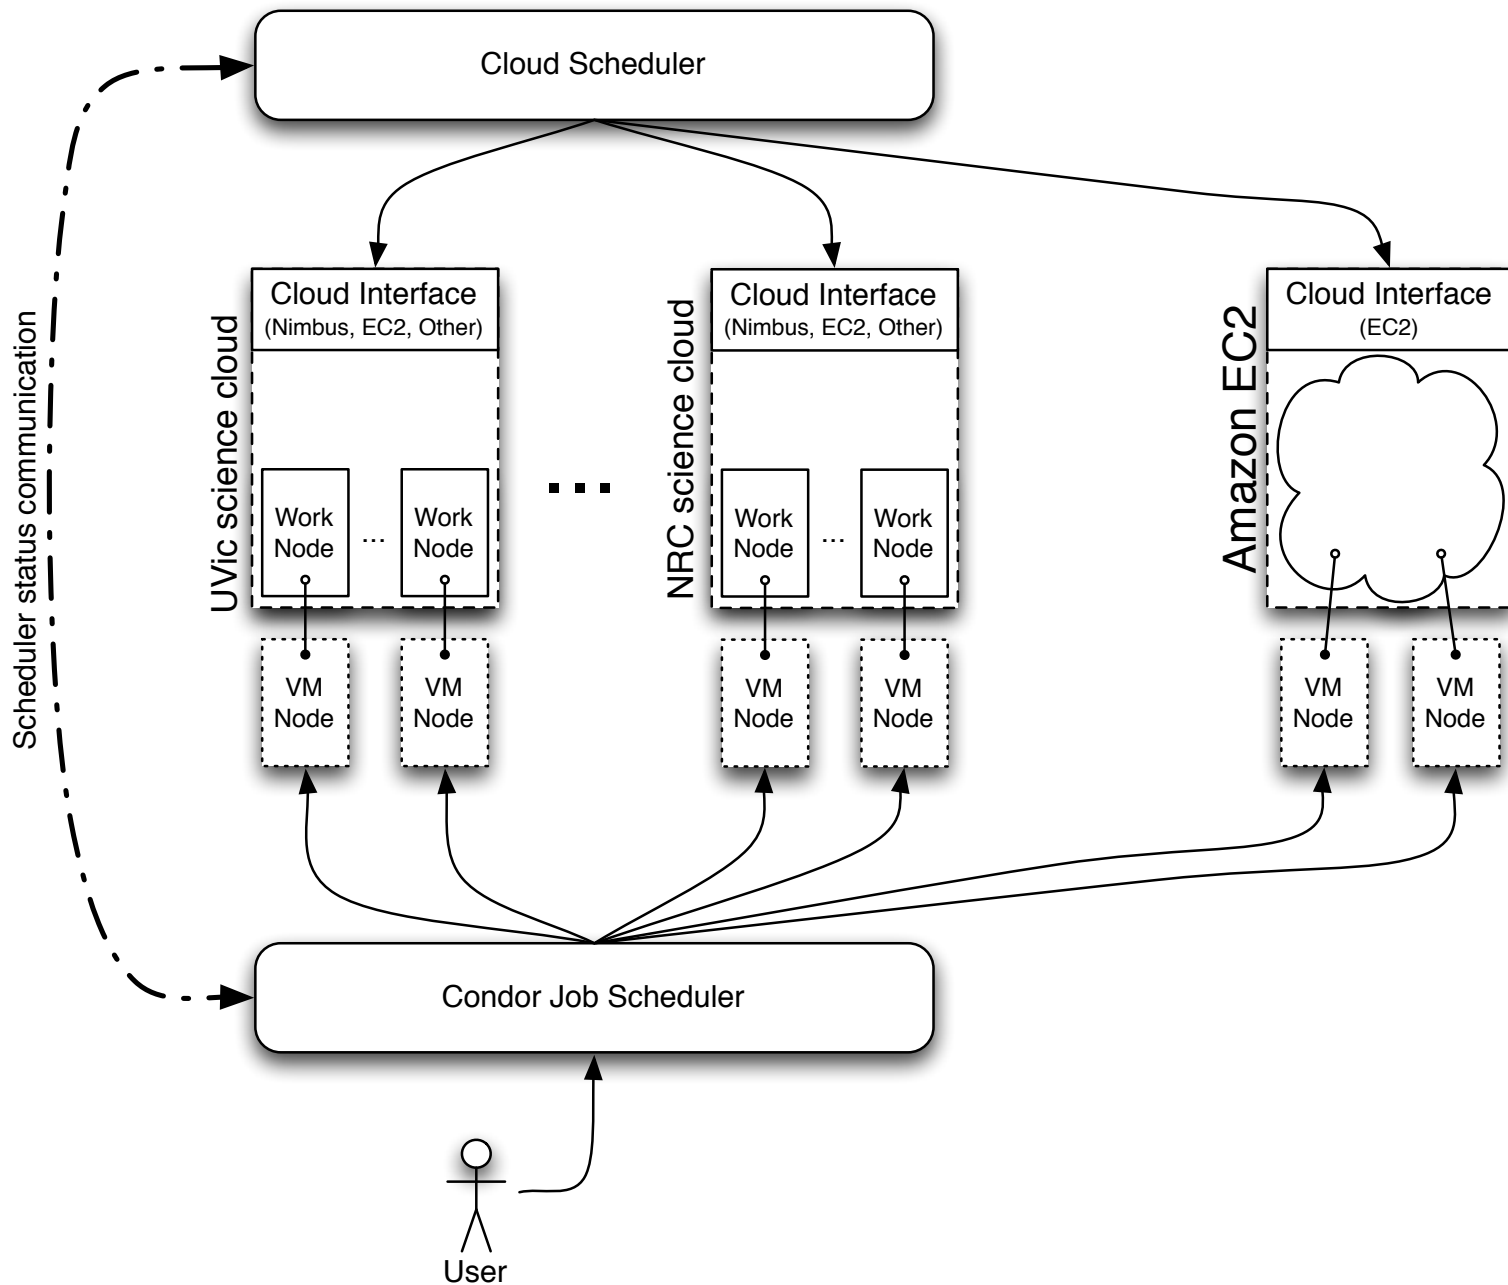 Cloud Scheduler
Scheduler status communication
UVic science cloud
Cloud Interface
(Nimbus, EC2, Other)
Work
Node
...
Work
Node
VM
Node
VM
Node
...
NRC science cloud
Cloud Interface
(Nimbus, EC2, Other)
Work
Node
...
Work
Node
VM
Node
VM
Node
Amazon EC2
Cloud Interface
(EC2)
VM
Node
VM
Node
Condor Job Scheduler
User